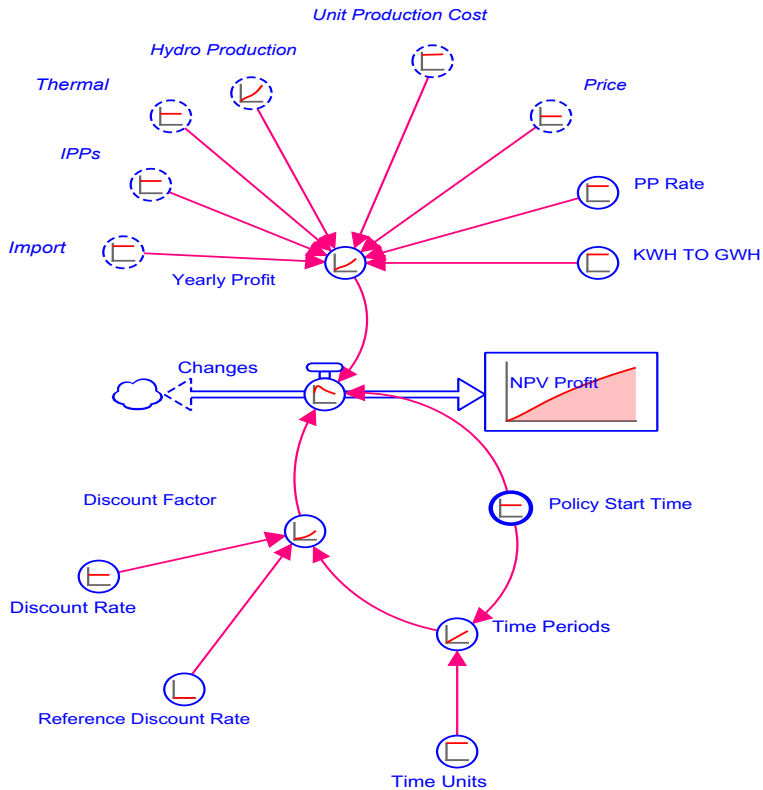 Unit Production Cost
Hydro Production
Thermal
Price
IPPs
PP Rate
Import
KWH TO GWH
Yearly Profit
Changes
NPV Profit
Discount Factor
Policy Start Time
Discount Rate
Time Periods
Reference Discount Rate
Time Units